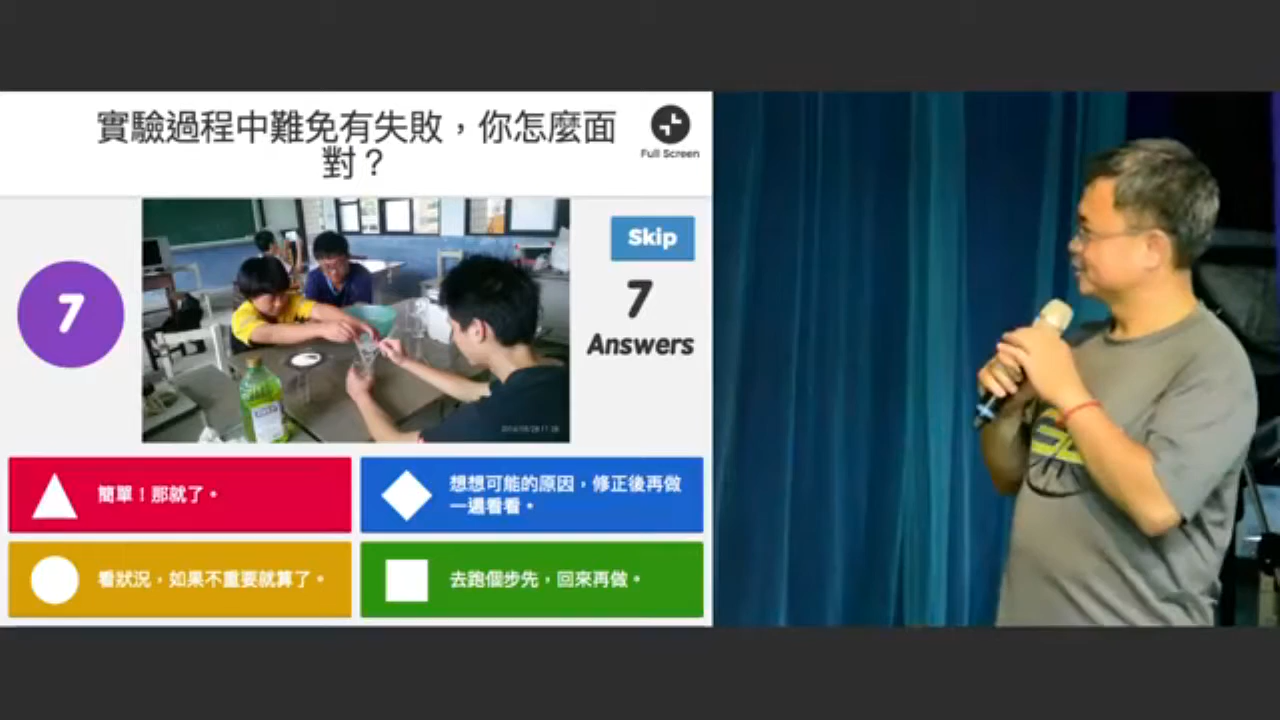 實驗過程中難免有失敗，你怎麼面
對？
Full Screen
Skip
7
7
Answers
簡單！那就了。
想想可能的原因，修正後再做
一遍看看。
看狀況，如果不重要就算了。
去跑個步先，回來再做。